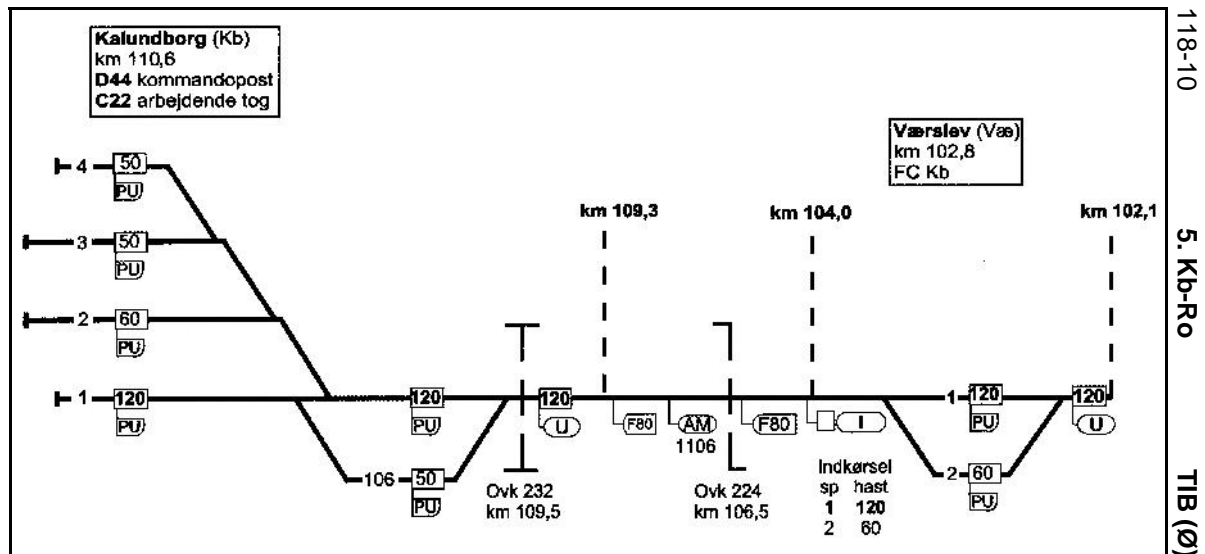 118-10
5. Kb-Ro
TIB (Ø)
Kalundborg (Kb)
km 110,6
D44 kommandopost
C22 arbejdende tog
Værslev (Væ)
km 102,8
FC Kb
km 109,3
km 104,0
km 102,1
4
50
PU
3
50
PU
2
60
PU
1
120
PU
120
PU
120
U
F80
AM
1106
F80
I
1
120
PU
120
U
106
50
PU
Ovk 232
km 109,5
Ovk 224
km 106,5
Indkørsel
sp hast
1 120
2 60
2
60
PU